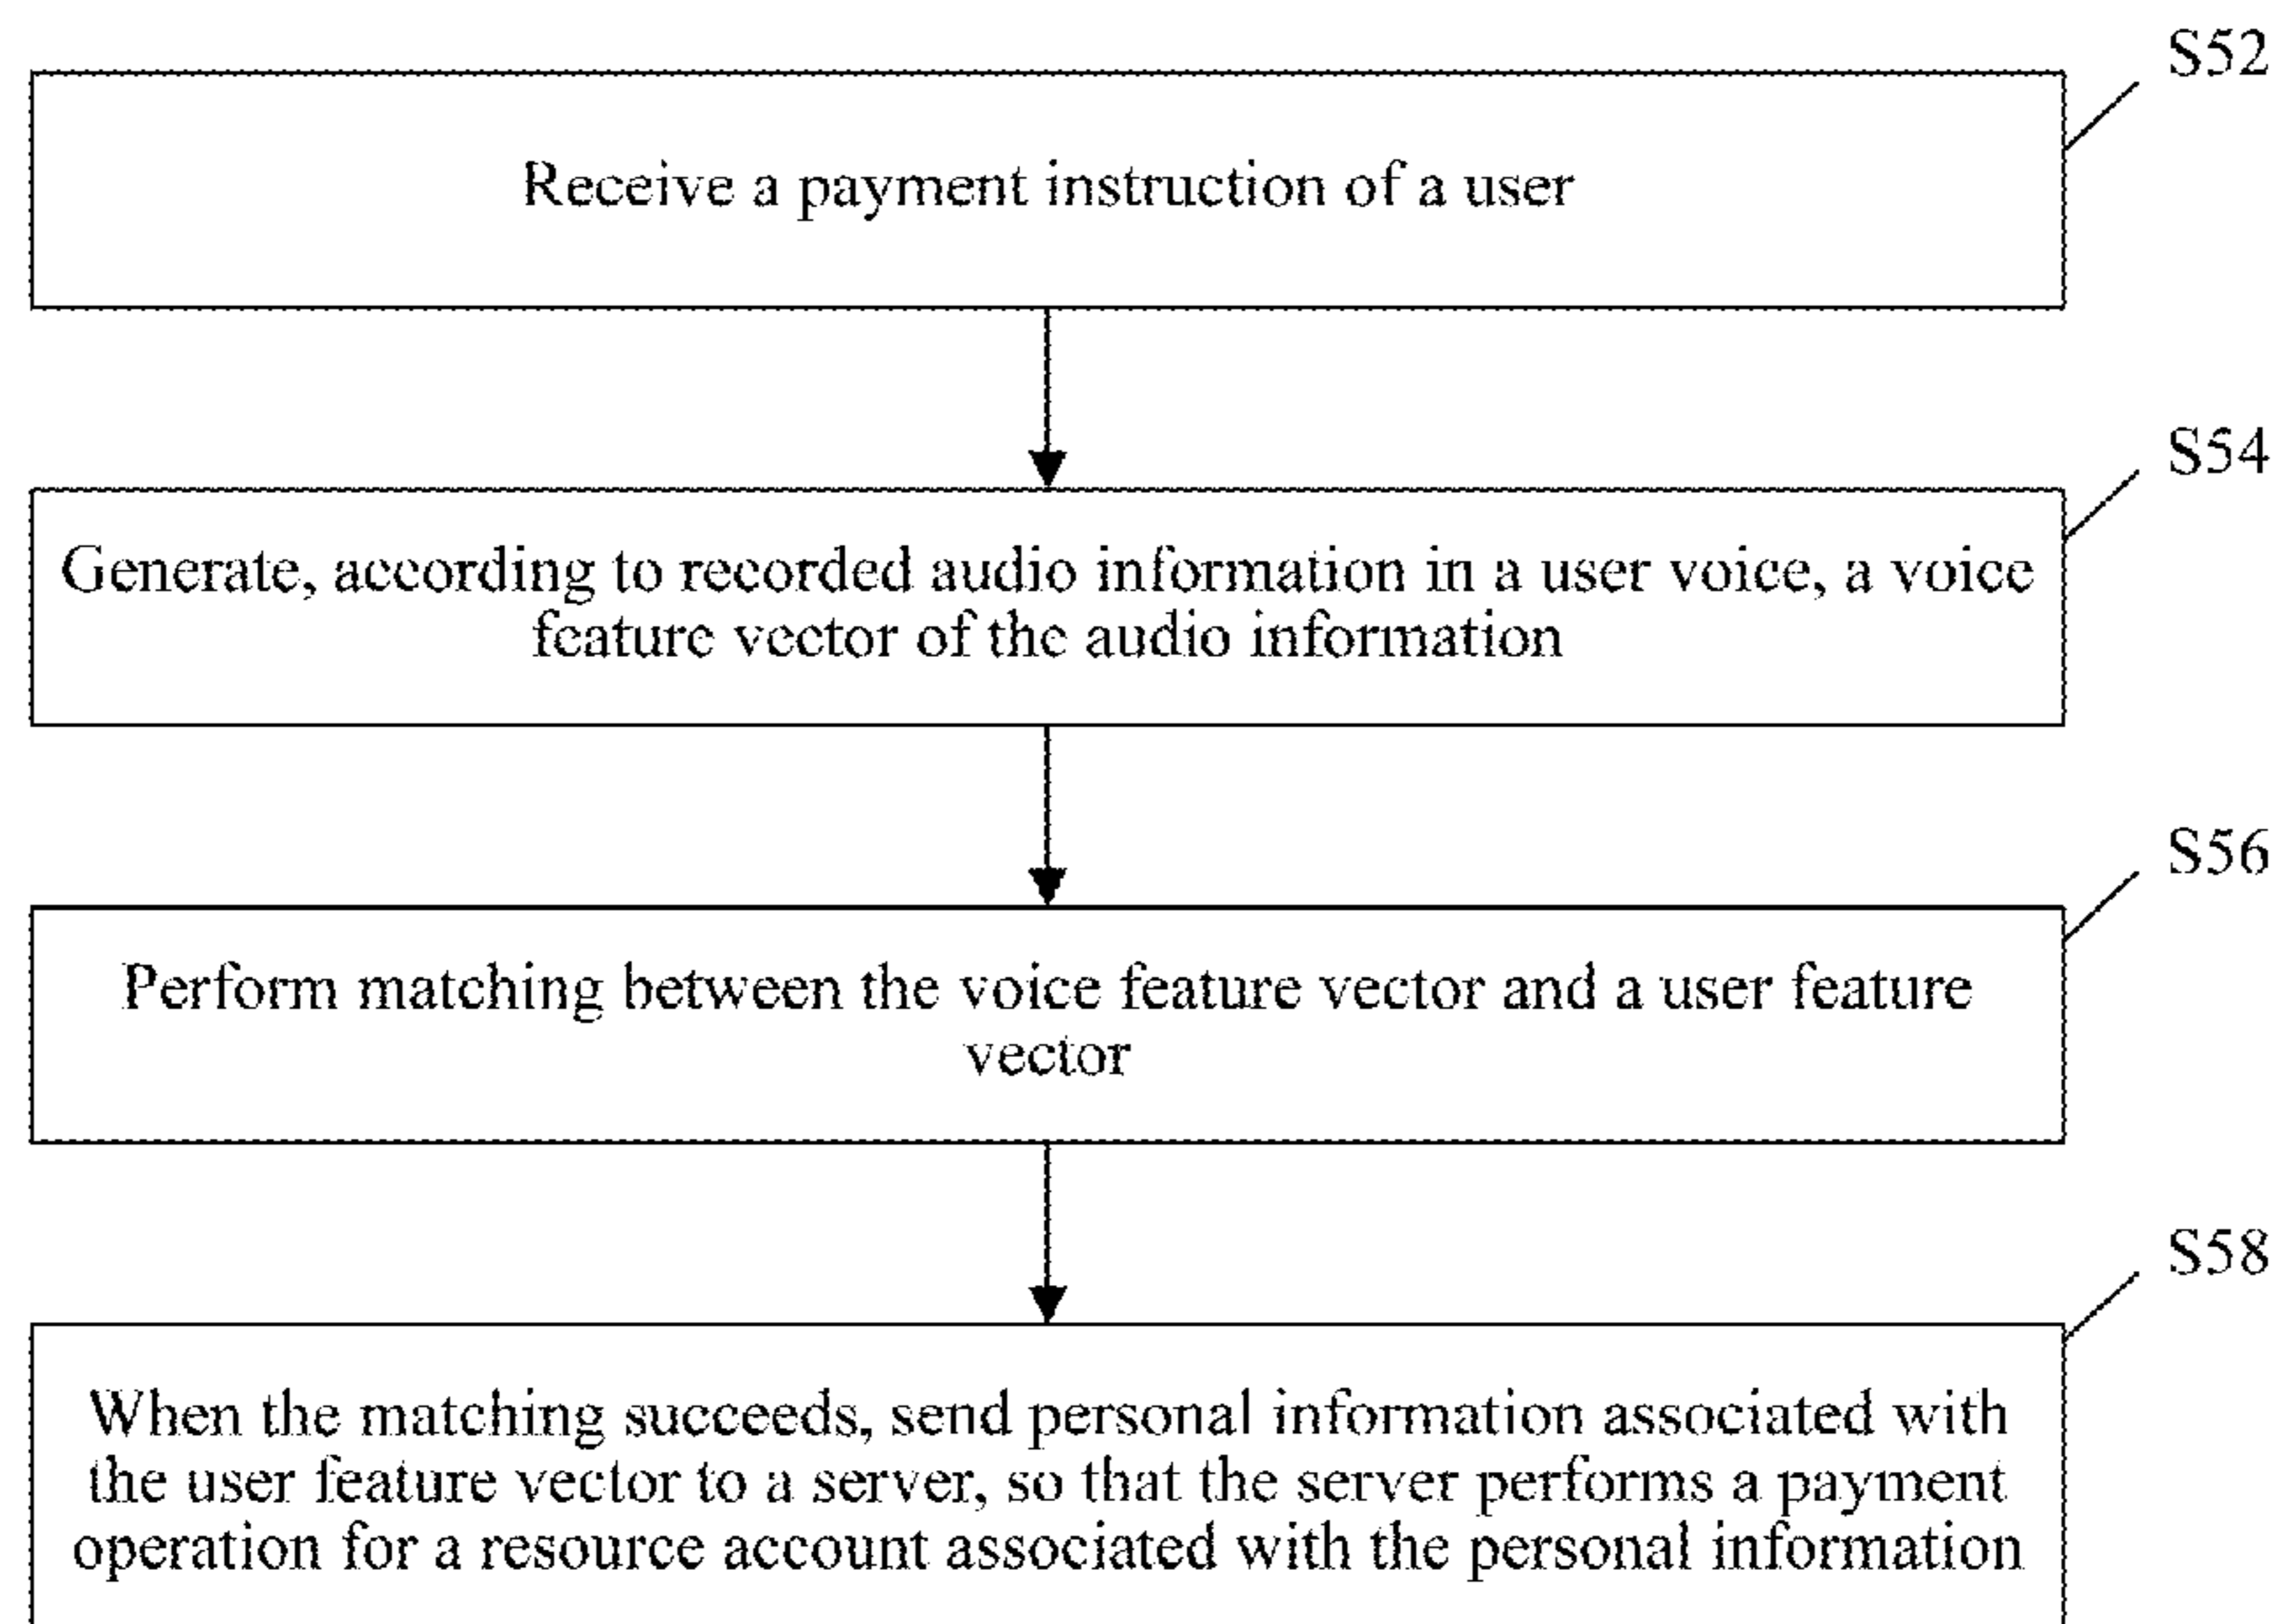 S52
Receive a payment instruction of a user
S54
Generate, according to recorded audio information in a user voice, a voice
feature vector of the audio information
S56
Perform matching between the voice feature vector and a user feature
vector
S58
When the matching succeeds, send personal information associated with
the user feature vector to a server, so that the server performs a payment
operation for a resource account associated with the personal information